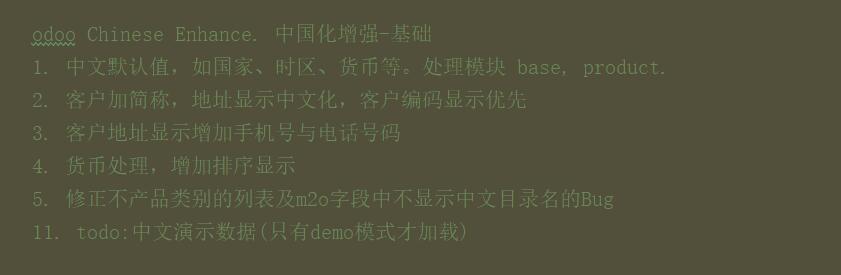 odoo Chinese Enhance. 中国化增强-基础
1. 中文默认值，如国家、时区、货币等。处理模块 base, product.
2. 客户加简称，地址显示中文化，客户编码显示优先
3. 客户地址显示增加手机号与电话号码
4. 货币处理，增加排序显示
5. 修正不产品类别的列表及m2o字段中不显示中文目录名的Bug
11. todo:中文演示数据(只有demo模式才加载)